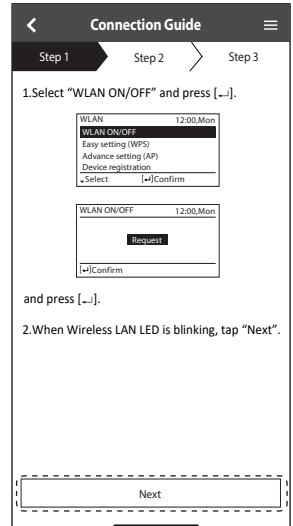 Connection Guide
Step 1 Step 2 Step 3
1.Select “WLAN ON/OFF” and press [↵].
WLAN 12:00,Mon
WLAN ON/OFF
Easy setting (WPS)
Advance setting (AP)
Device registration
Select [↵]Confirm
WLAN ON/OFF 12:00,Mon
Request
[↵]Confirm
and press [↵].
2.When Wireless LAN LED is blinking, tap “Next”.
Next